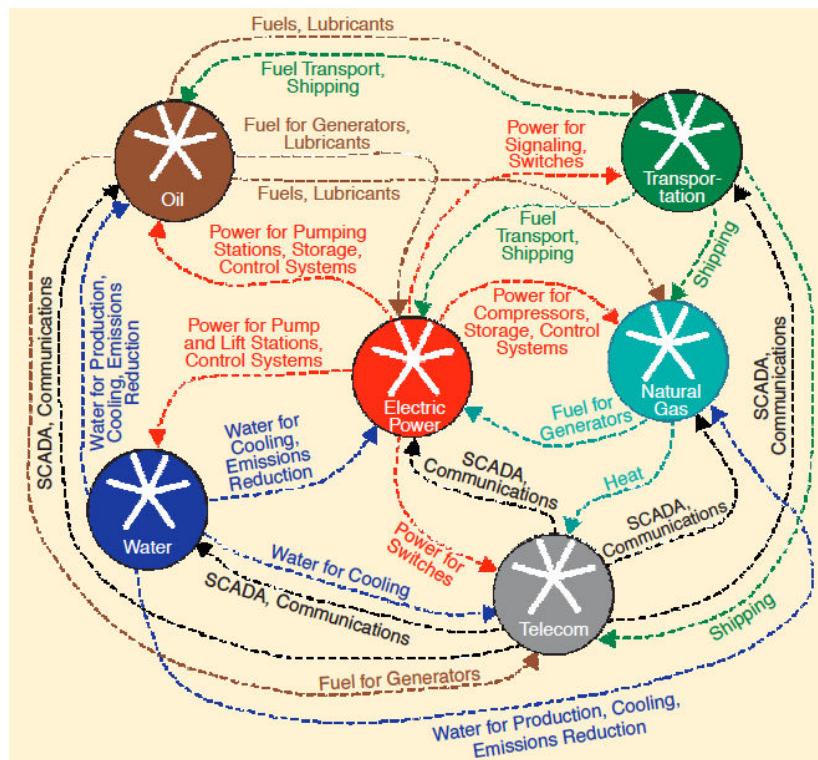 Fuels, Lubricants
Fuel Transport,
Shipping
Fuel for Generators,
Lubricants
Power for
Signaling,
Switches
Oil
Transpor-
tation
Fuels, Lubricants
Fuel
Transport,
Shipping
Shipping
Power for Pumping
Stations, Storage,
Control Systems
Power for
Compressors,
Storage, Control
Systems
Power for Pump
and Lift Stations,
Control Systems
SCADA, Communications
Water for Production,
Cooling, Emissions
Reduction
SCADA,
Communications
Electric
Power
Natural
Gas
Fuel for
Generators
Water for
Cooling,
Emissions
Reduction
SCADA,
Communications
Heat
SCADA,
Communications
Water
Power for
Switches
Water for Cooling
SCADA, Communications
Telecom
Shipping
Fuel for Generators
Water for Production, Cooling,
Emissions Reduction